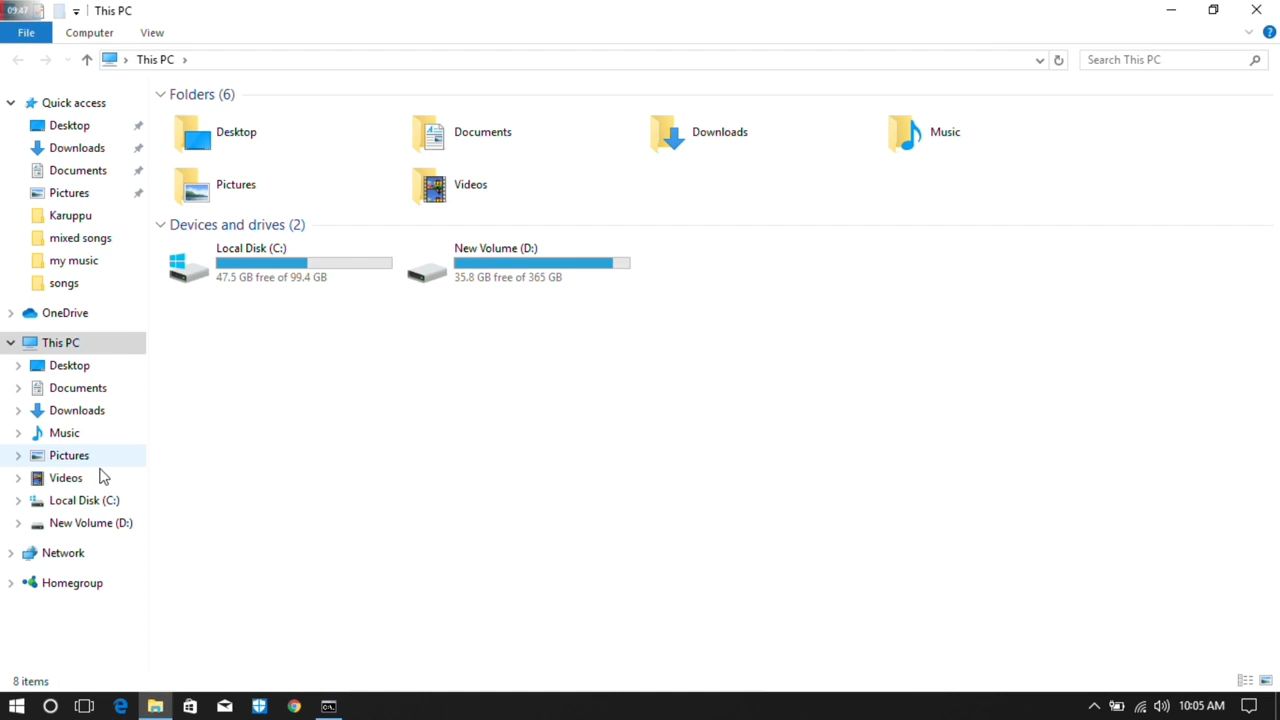 09:47
This PC
File
Computer
View
This PC
Search This PC
Quick access
Desktop
Downloads
Documents
Pictures
Karuppu
mixed songs
my music
songs
OneDrive
This PC
Desktop
Documents
Downloads
Music
Pictures
Videos
Local Disk (C:)
New Volume (D:)
Network
Homegroup
Folders (6)
Desktop
Documents
Downloads
Music
Pictures
Videos
Devices and drives (2)
Local Disk (C:)
47.5 GB free of 99.4 GB
New Volume (D:)
35.8 GB free of 365 GB
8 items
10:05 AM